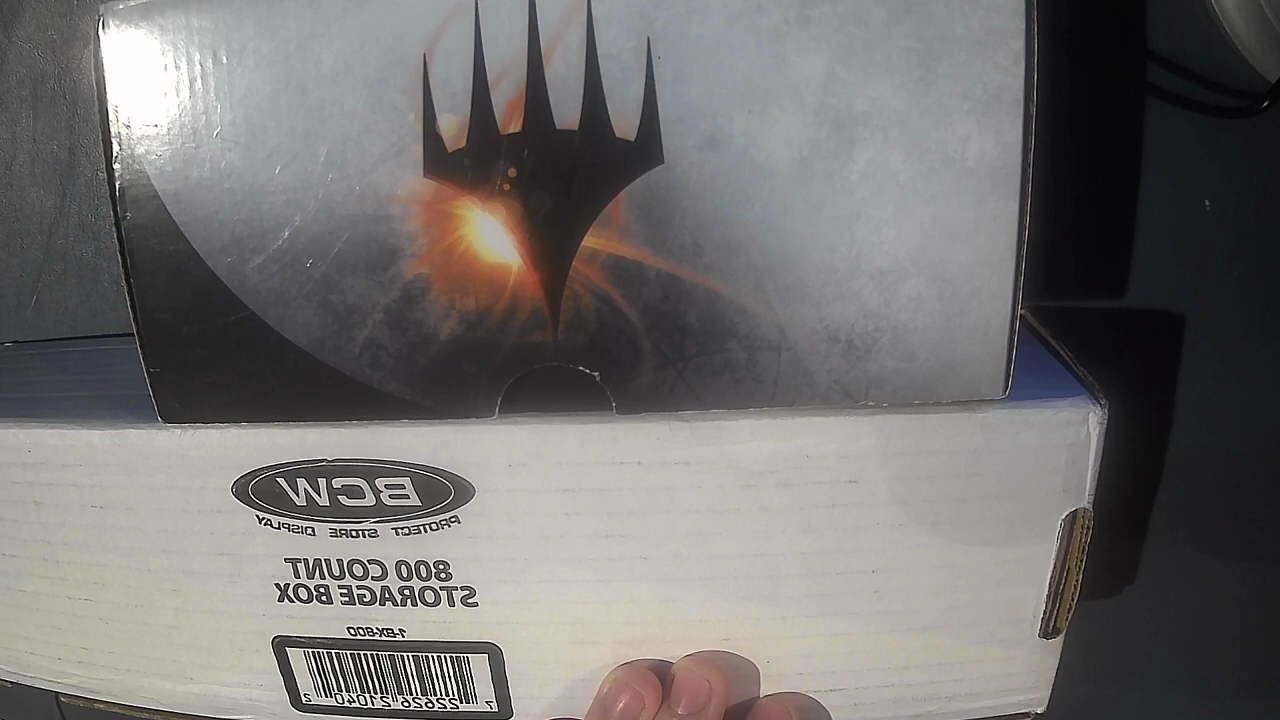 BCW
PROTECT STORE DISPLAY
800 COUNT
STORAGE BOX
1-BX-800
7 22626 21040 2